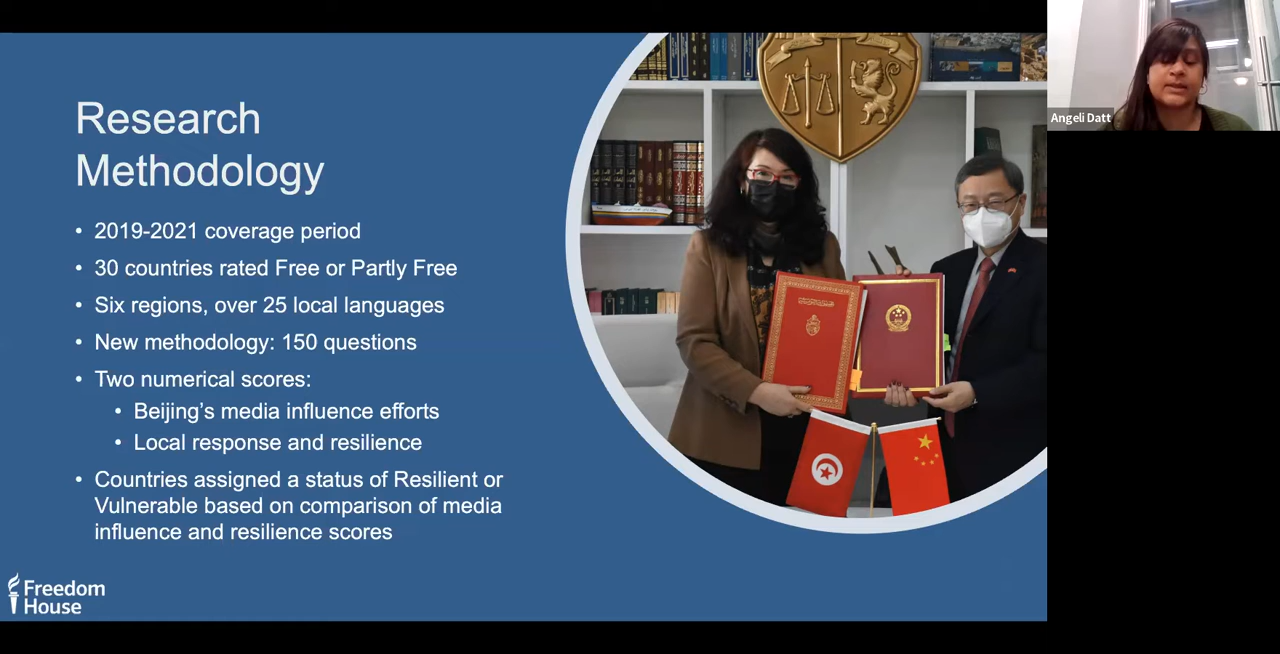 Research
Methodology
• 2019-2021 coverage period
• 30 countries rated Free or Partly Free
• Six regions, over 25 local languages
• New methodology: 150 questions
• Two numerical scores:
• Beijing's media influence efforts
• Local response and resilience
• Countries assigned a status of Resilient or
Vulnerable based on comparison of media
influence and resilience scores
Freedom
House
Angeli Datt